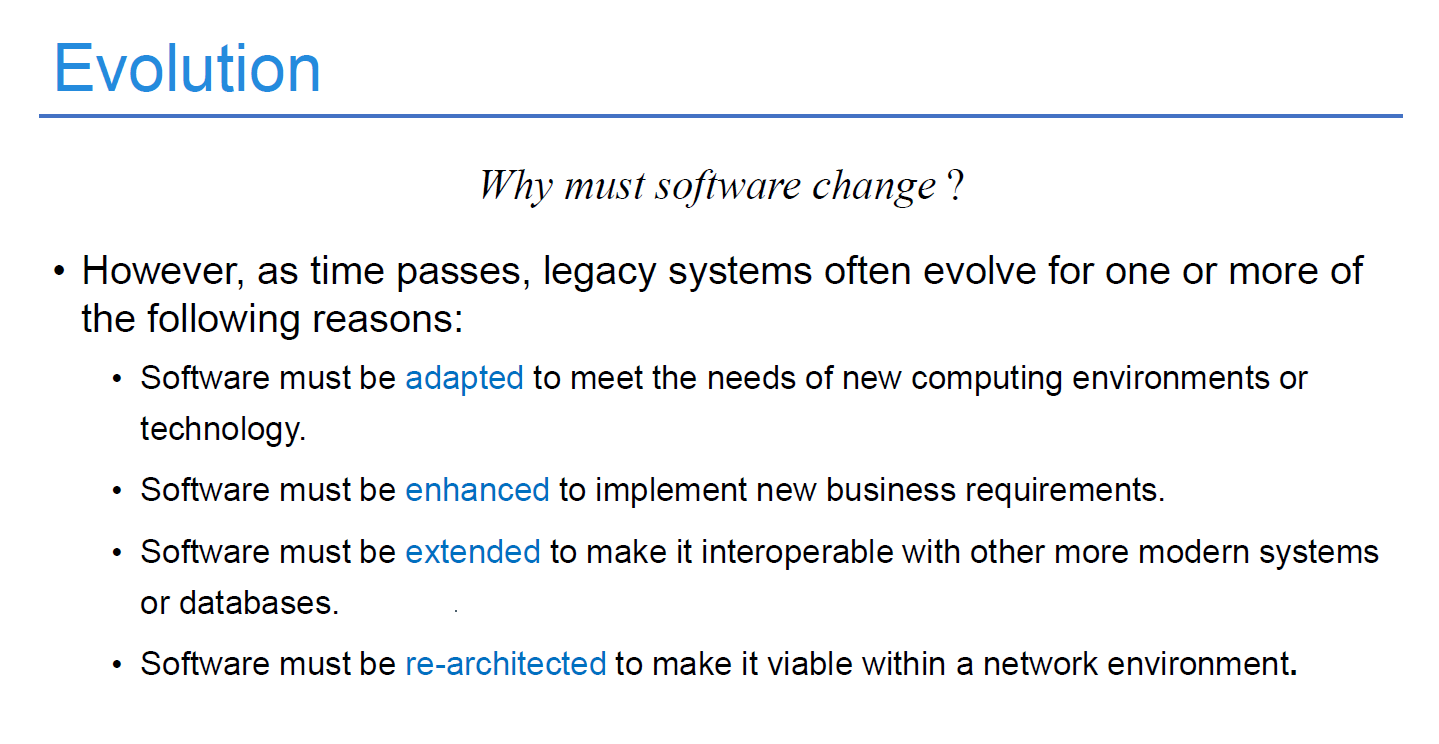 Evolution
Why must software change ?
• However, as time passes, legacy systems often evolve for one or more of
the following reasons:
• Software must be adapted to meet the needs of new computing environments or
technology.
• Software must be enhanced to implement new business requirements.
• Software must be extended to make it interoperable with other more modern systems
or databases.
• Software must be re-architected to make it viable within a network environment.